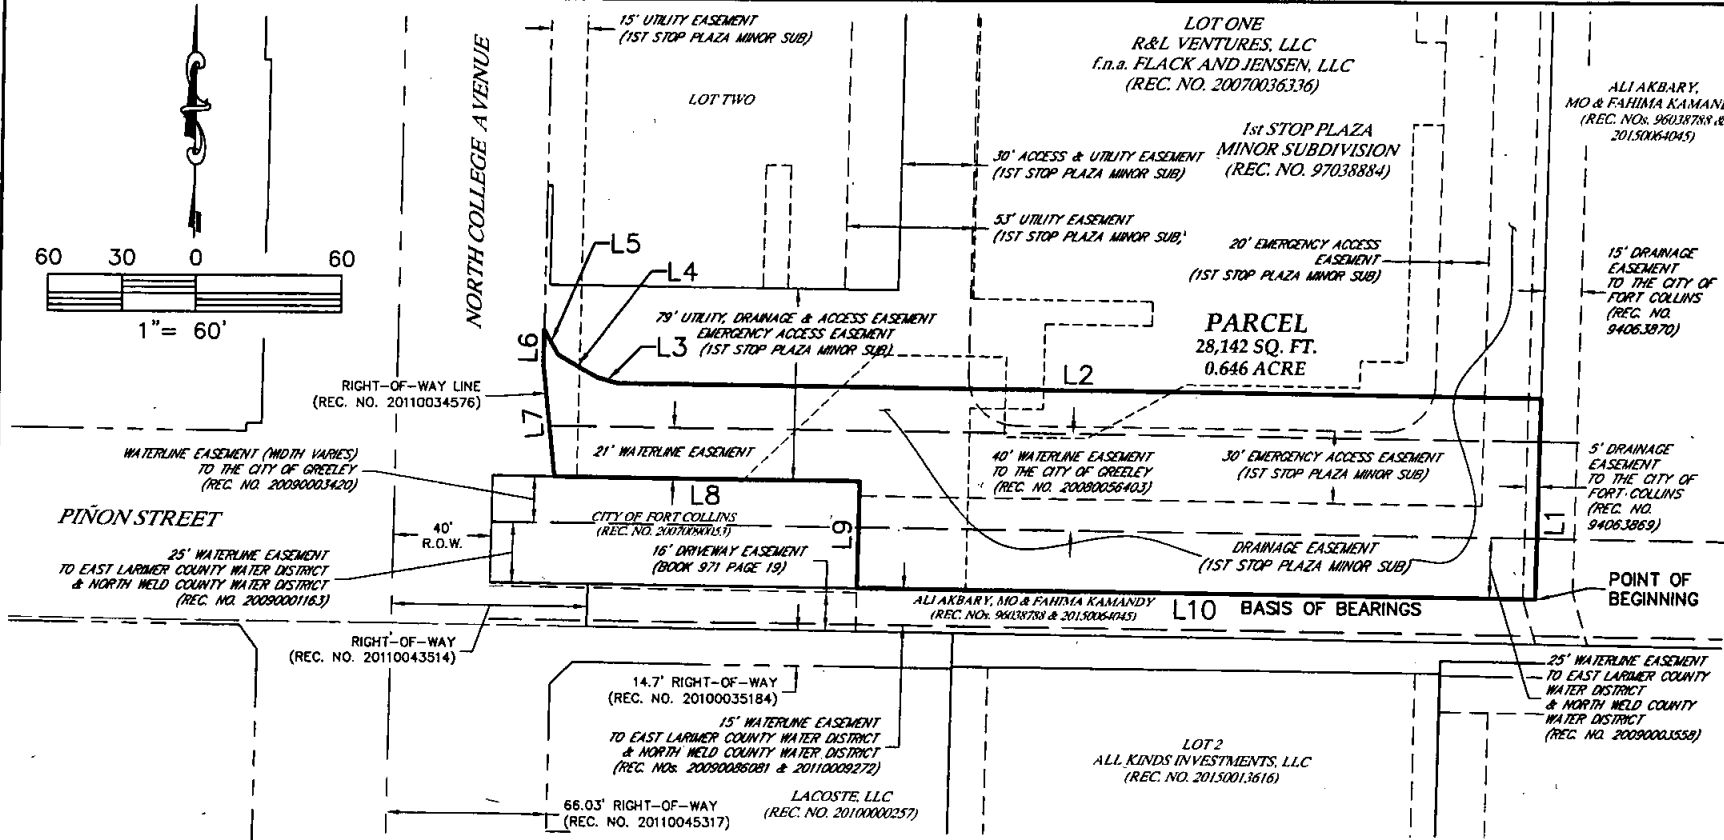 15' UTILITY EASEMENT
(1ST STOP PLAZA MINOR SUB)
NORTH COLLEGE AVENUE
LOT TWO
LOT ONE
R&L VENTURES, LLC
f.n.a. FLACK AND JENSEN, LLC
(REC. NO. 20070036336)
1st STOP PLAZA
MINOR SUBDIVISION
(REC. NO. 97038884)
ALI AKBARY,
MO & FAHIMA KAMAND
(REC. NOs. 96038788 &
20150064045)
30' ACCESS & UTILITY EASEMENT
(1ST STOP PLAZA MINOR SUB)
53' UTILITY EASEMENT
(1ST STOP PLAZA MINOR SUB,
20' EMERGENCY ACCESS
EASEMENT
(1ST STOP PLAZA MINOR SUB)
15' DRAINAGE
EASEMENT
TO THE CITY OF
FORT COLLINS
(REC. NO.
94063870)
60 30 0 60
1"= 60'
L5
L4
L3
L6
L7
79' UTILITY, DRAINAGE & ACCESS EASEMENT
EMERGENCY ACCESS EASEMENT
(1ST STOP PLAZA MINOR SUB)
PARCEL
28,142 SQ. FT.
0.646 ACRE
L2
RIGHT-OF-WAY LINE
(REC. NO. 20110034576)
WATERLINE EASEMENT (WIDTH VARIES)
TO THE CITY OF GREELEY
(REC. NO. 20090003420)
21' WATERLINE EASEMENT
40' WATERLINE EASEMENT
TO THE CITY OF GREELEY
(REC. NO. 20080056403)
30' EMERGENCY ACCESS EASEMENT
(1ST STOP PLAZA MINOR SUB)
5' DRAINAGE
EASEMENT
TO THE CITY OF
FORT COLLINS
(REC. NO.
94063869)
PIÑON STREET
40'
R.O.W.
L8
CITY OF FORT COLLINS
L9
L1
16' DRIVEWAY EASEMENT
(BOOK 971 PAGE 19)
25' WATERLINE EASEMENT
TO EAST LARIMER COUNTY WATER DISTRICT
& NORTH WELD COUNTY WATER DISTRICT
(REC. NO. 20090001163)
DRAINAGE EASEMENT
(1ST STOP PLAZA MINOR SUB)
POINT OF
BEGINNING
ALI AKBARY, MO & FAHIMA KAMANDY
(REC. NOs. 96038788 & 20150064045)
L10 BASIS OF BEARINGS
RIGHT-OF-WAY
(REC. NO. 20110043514)
14.7' RIGHT-OF-WAY
(REC. NO. 20100035184)
15' WATERLINE EASEMENT
TO EAST LARIMER COUNTY WATER DISTRICT
& NORTH WELD COUNTY WATER DISTRICT
(REC. NOs. 20090086081 & 20110009272)
25' WATERLINE EASEMENT
TO EAST LARIMER COUNTY
WATER DISTRICT
& NORTH WELD COUNTY
WATER DISTRICT
(REC. NO. 20090003558)
LOT 2
ALL KINDS INVESTMENTS, LLC
(REC. NO. 20150013616)
LACOSTE, LLC
(REC. NO. 20100000257)
66.03' RIGHT-OF-WAY
(REC. NO. 20110045317)